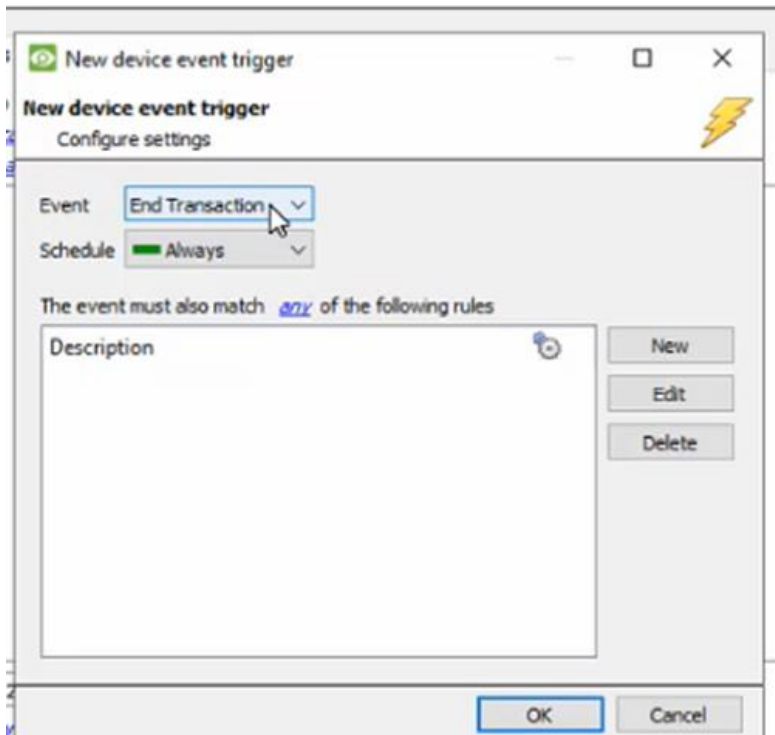 New device event trigger
New device event trigger
Configure settings
Event End Transaction
Schedule Always
The event must also match any of the following rules
Description
New
Edit
Delete
OK Cancel